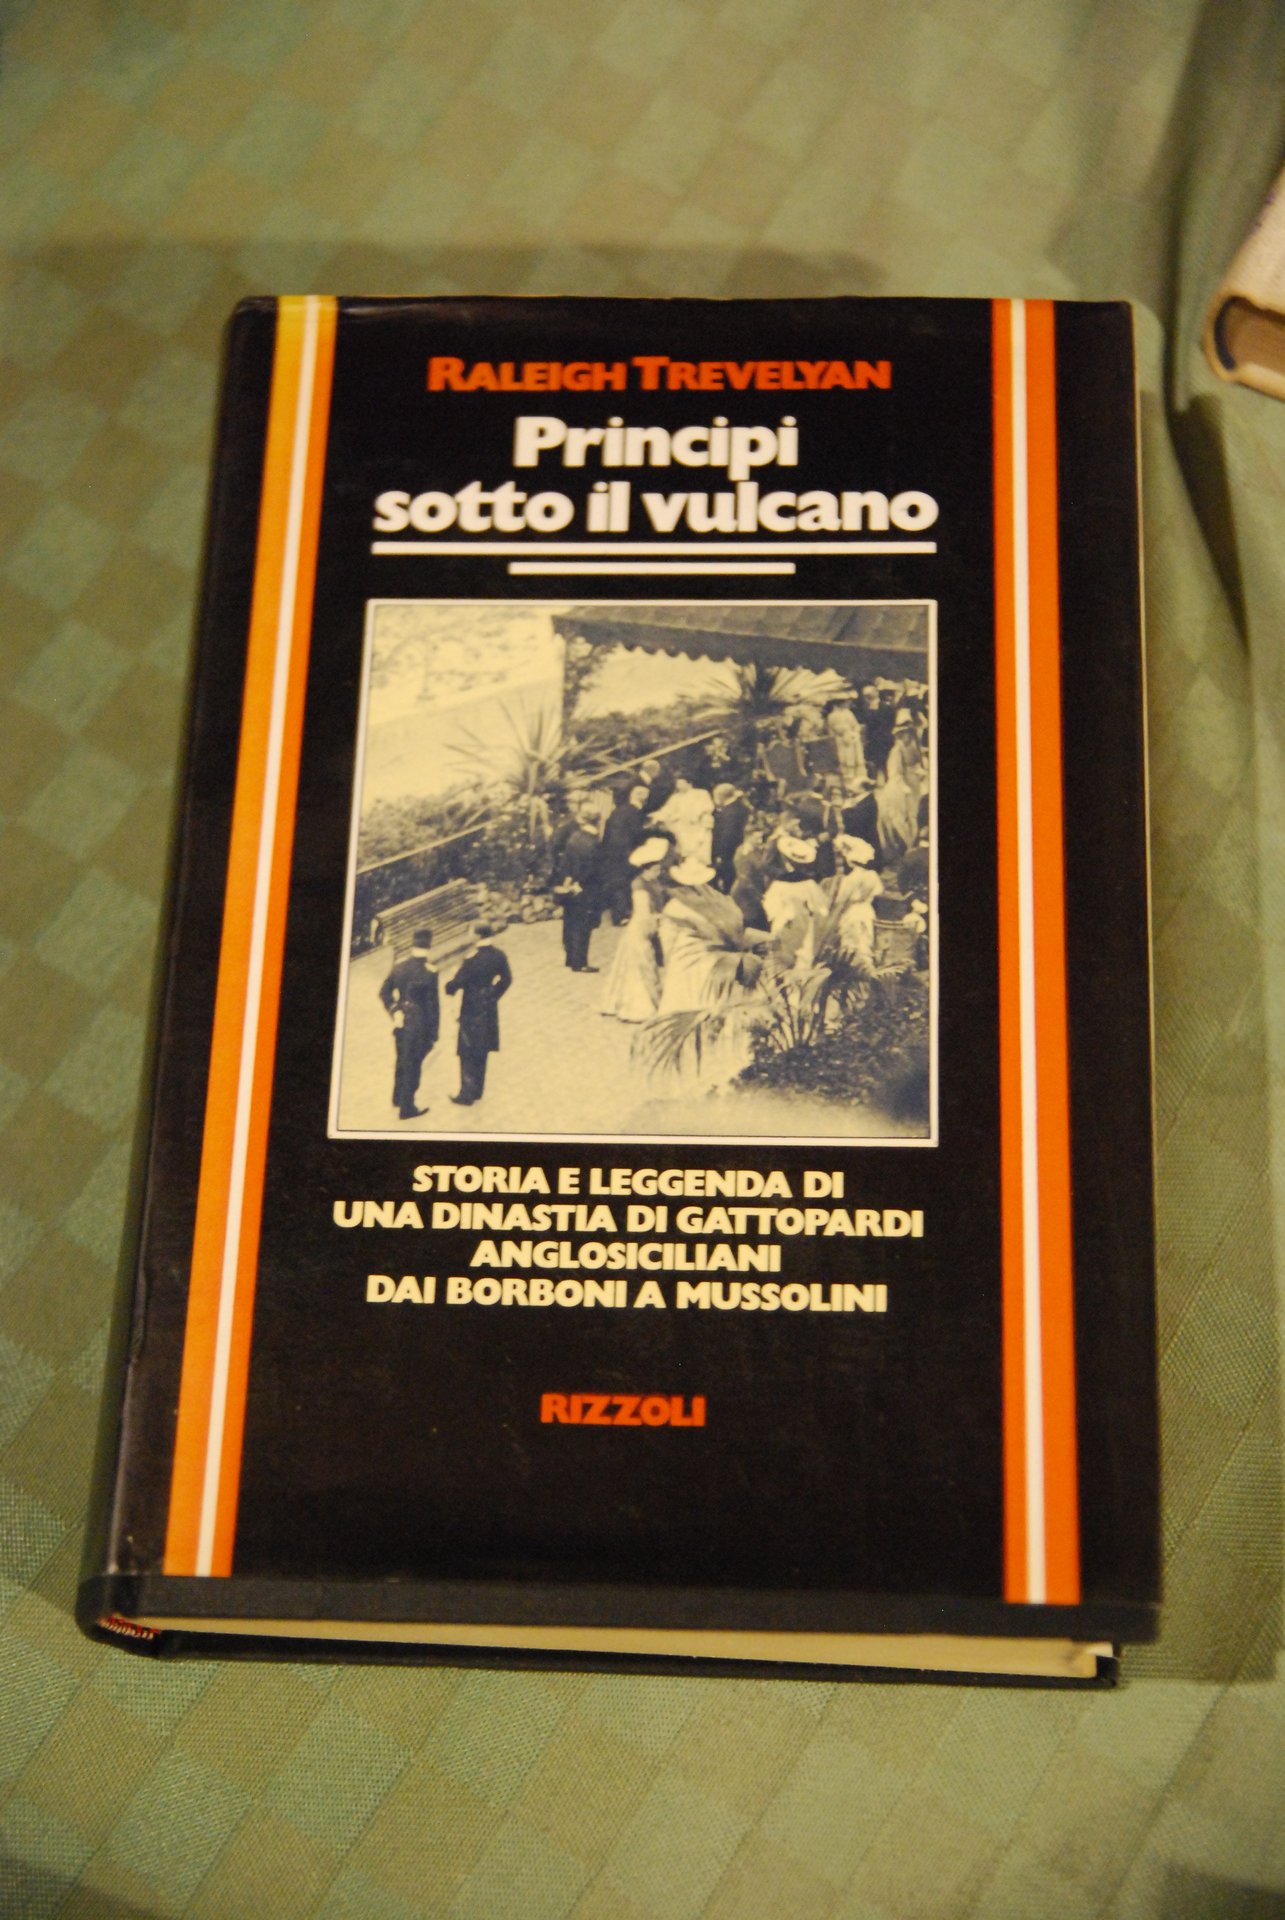 RALEIGH TREVELYAN
Principi
sotto il vulcano
STORIA E LEGGENDA DI
UNA DINASTIA DI GATTOPARDI
ANGLOSICILIANI
DAI BORBONI A MUSSOLINI
RIZZOLI